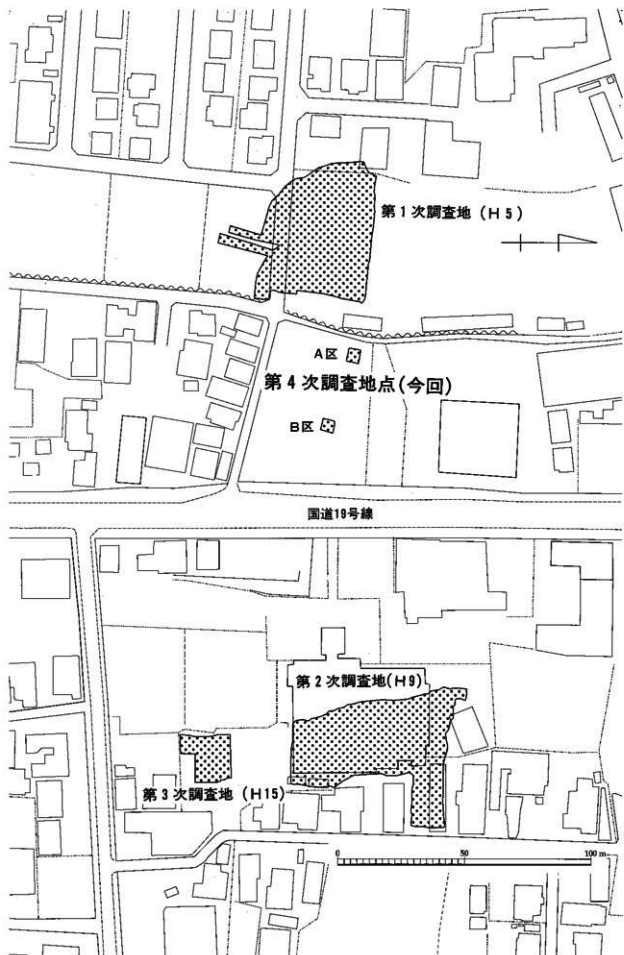 第1次調査地(H5)
A区
第4次調査地点(今回)
B区
国道19号線
第2次調査地(H9)
第3次調査地(H15)
0 50 100 m